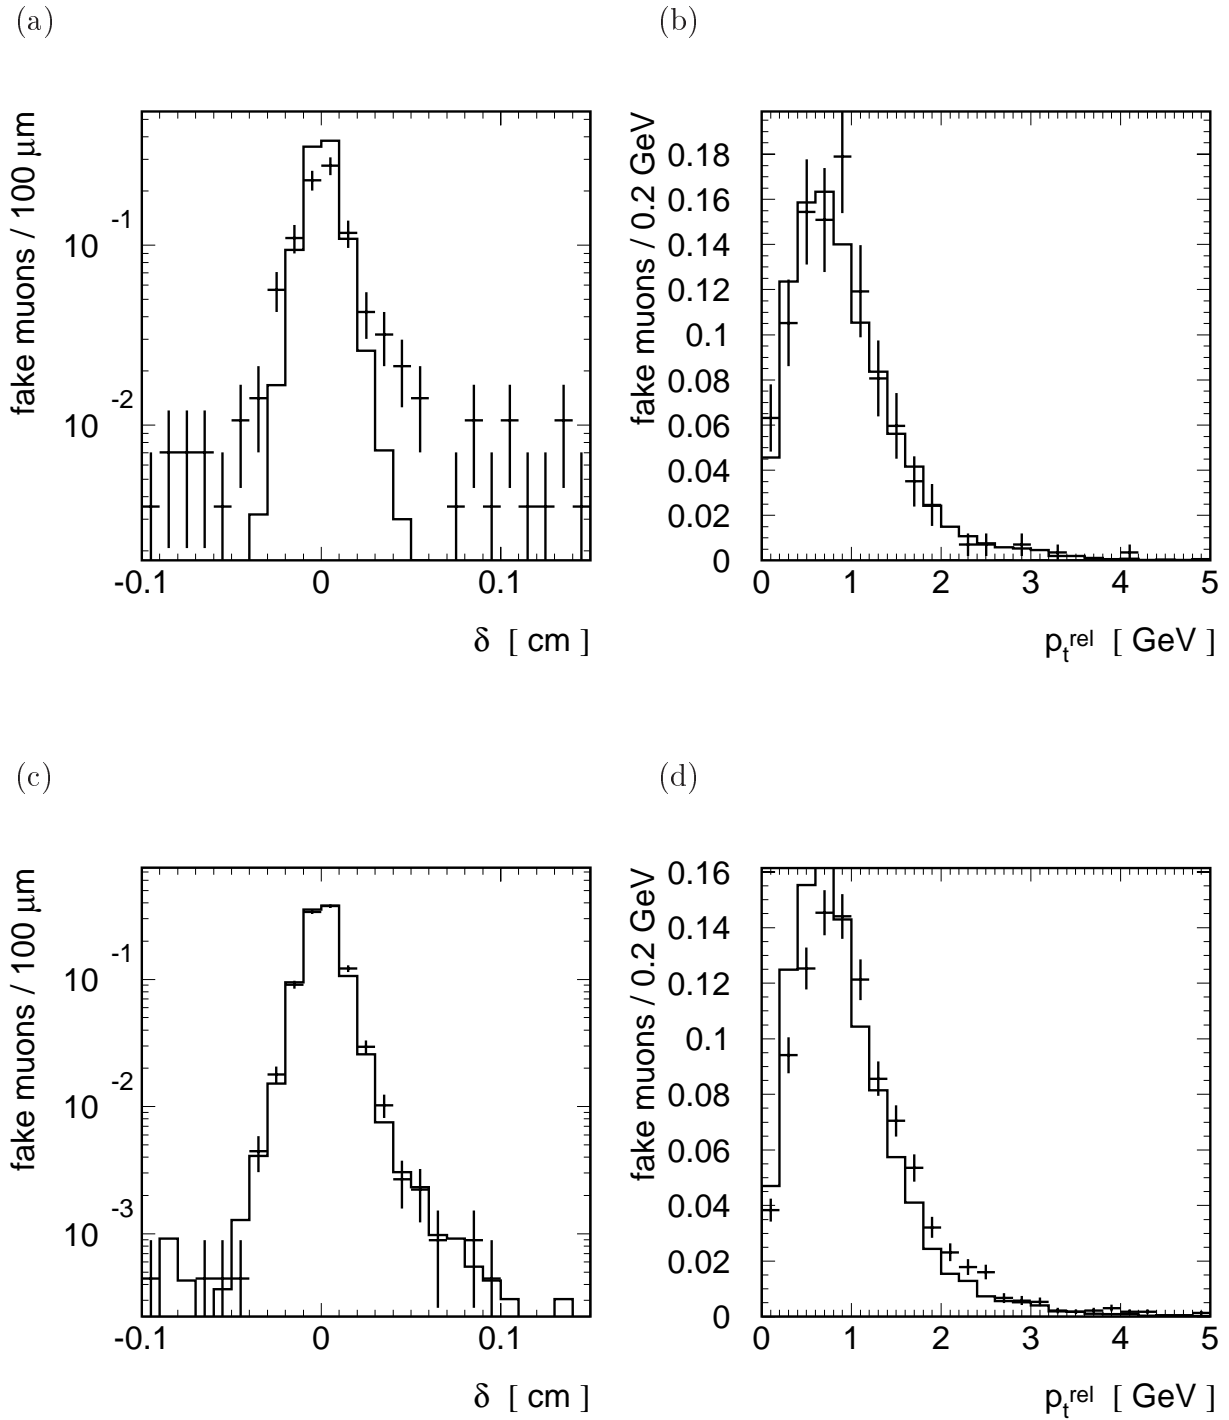 (a)
fake muons / 100 μm
10 -1
10 -2
-0.1 0 0.1
δ [ cm ]
(b)
fake muons / 0.2 GeV
0.18
0.16
0.14
0.12
0.1
0.08
0.06
0.04
0.02
0
0 1 2 3 4 5
pt rel [ GeV ]
(c)
fake muons / 100 μm
10 -1
10 -2
10 -3
-0.1 0 0.1
δ [ cm ]
(d)
fake muons / 0.2 GeV
0.16
0.14
0.12
0.1
0.08
0.06
0.04
0.02
0
0 1 2 3 4 5
pt rel [ GeV ]